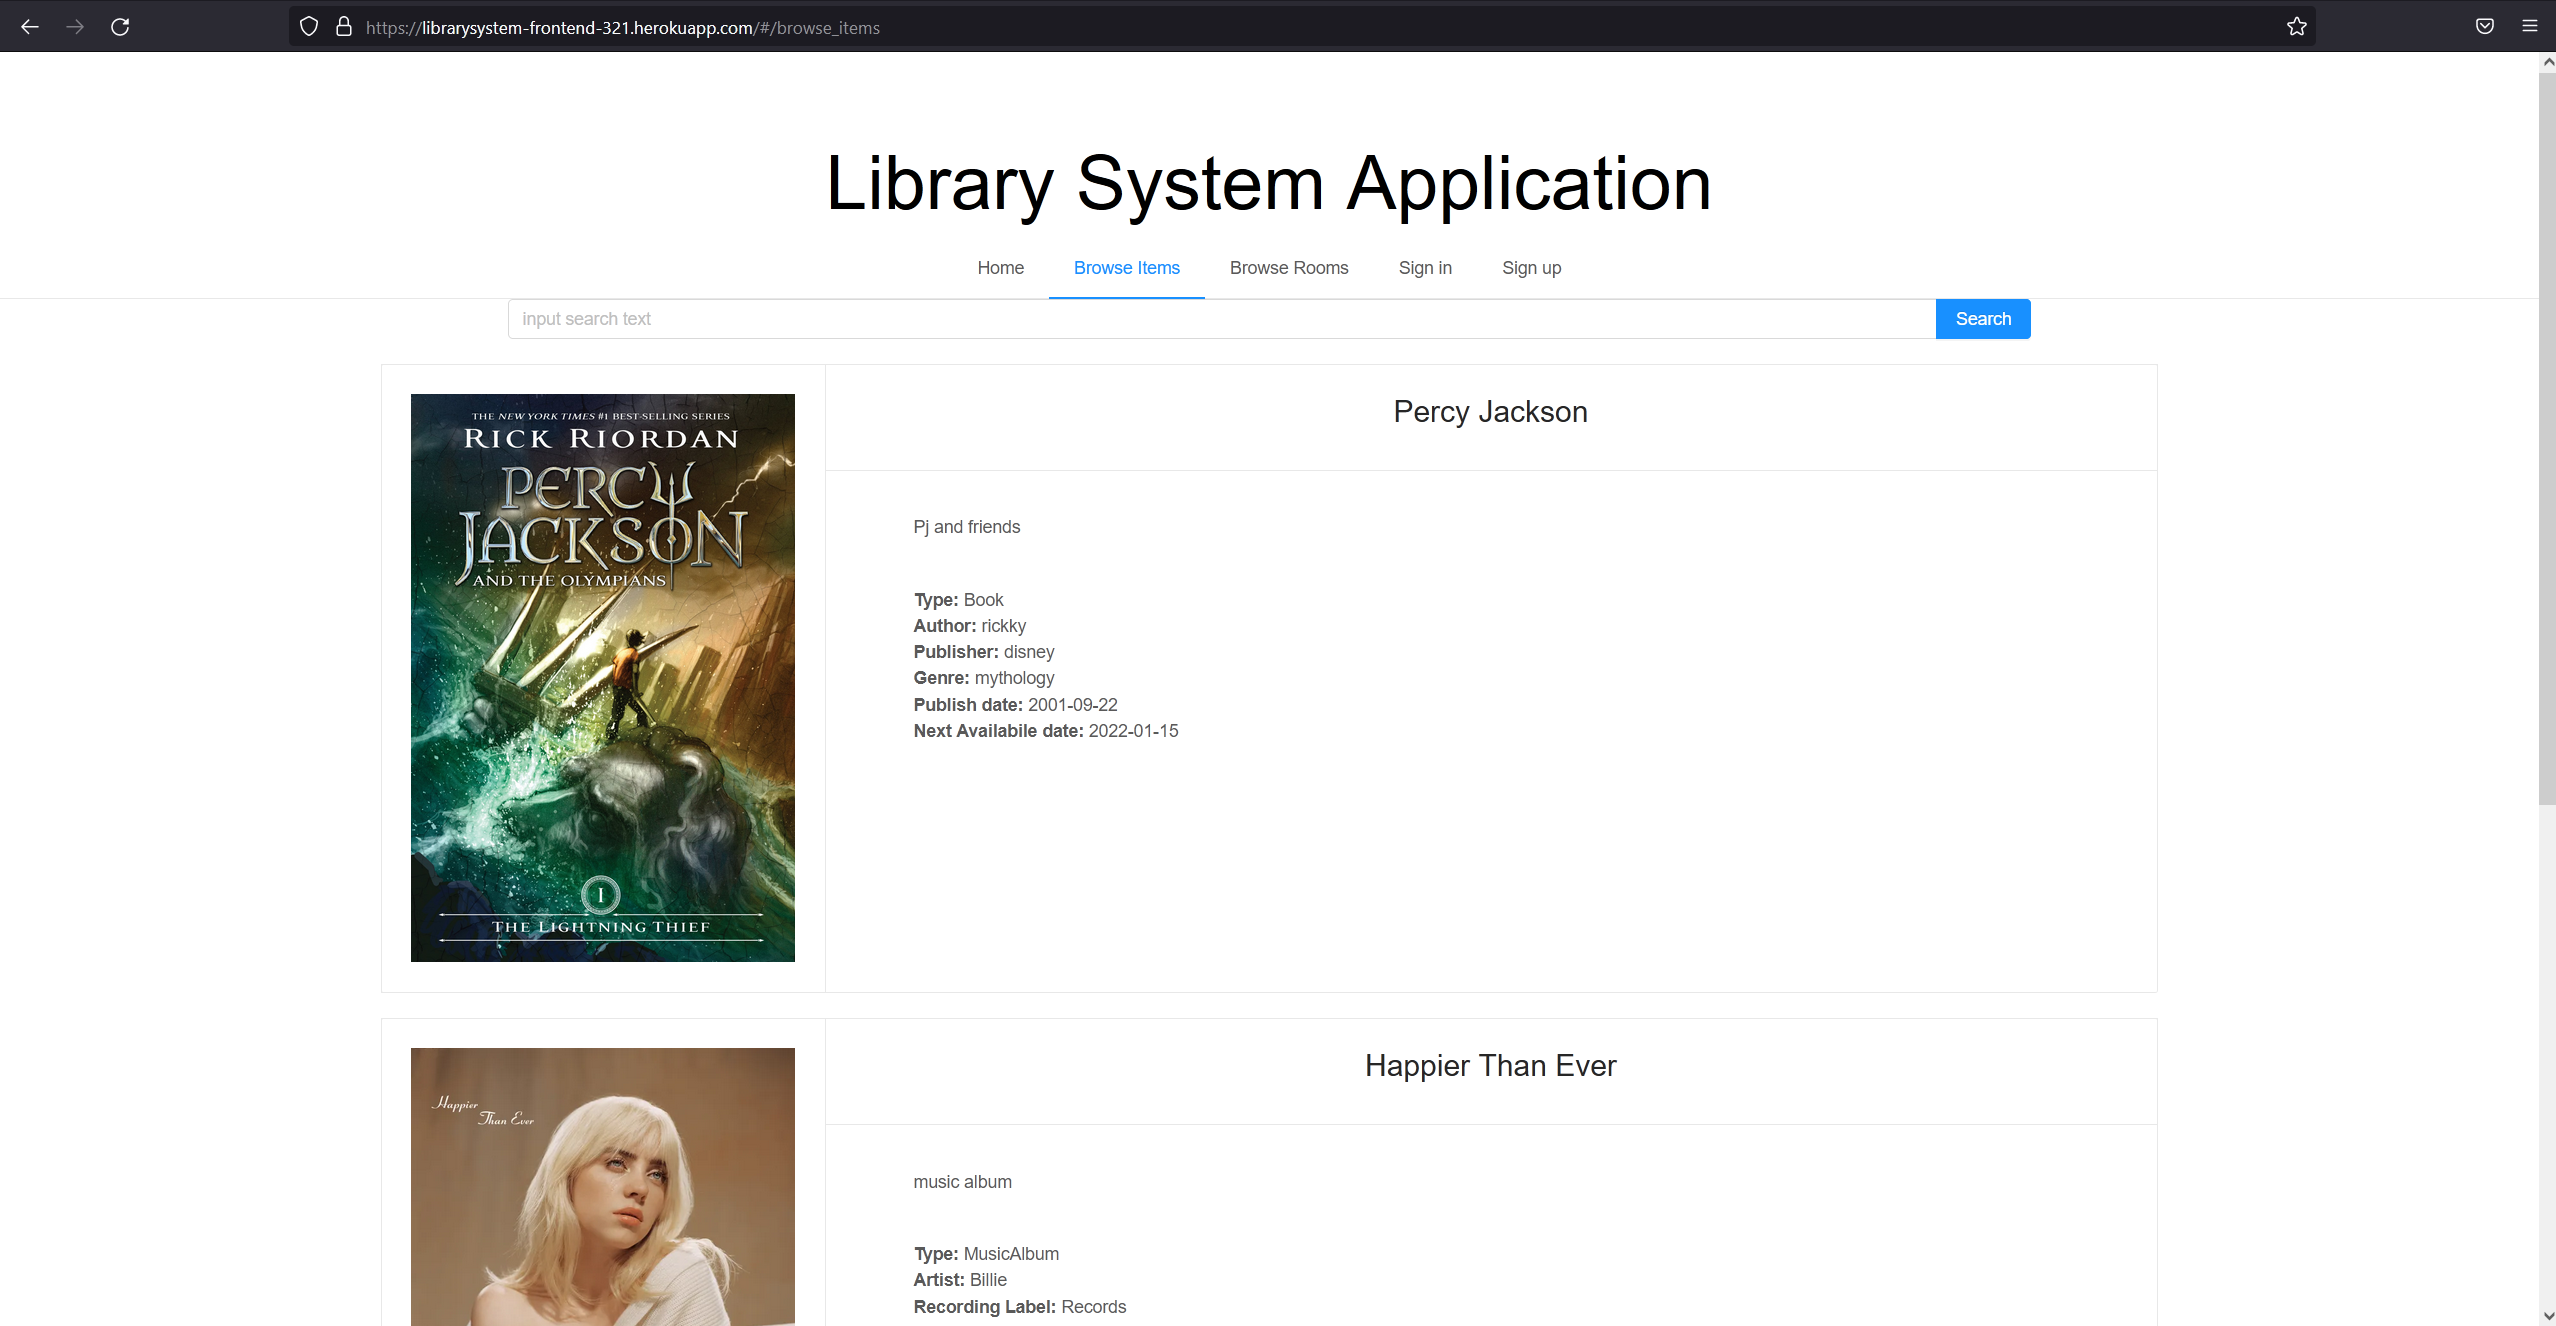 https://librarysystem-frontend-321.herokuapp.com/#/browse_items
Library System Application
Home Browse Items Browse Rooms Sign in Sign up
input search text Search
THE NEW YORK TIMES #1 BEST-SELLING SERIES
RICK RIORDAN
PERCY
JACKSON
AND THE OLYMPIANS
I
THE LIGHTNING THIEF
Percy Jackson
Pj and friends
Type: Book
Author: rickky
Publisher: disney
Genre: mythology
Publish date: 2001-09-22
Next Availabile date: 2022-01-15
Happier
Than Ever
Happier Than Ever
music album
Type: MusicAlbum
Artist: Billie
Recording Label: Records